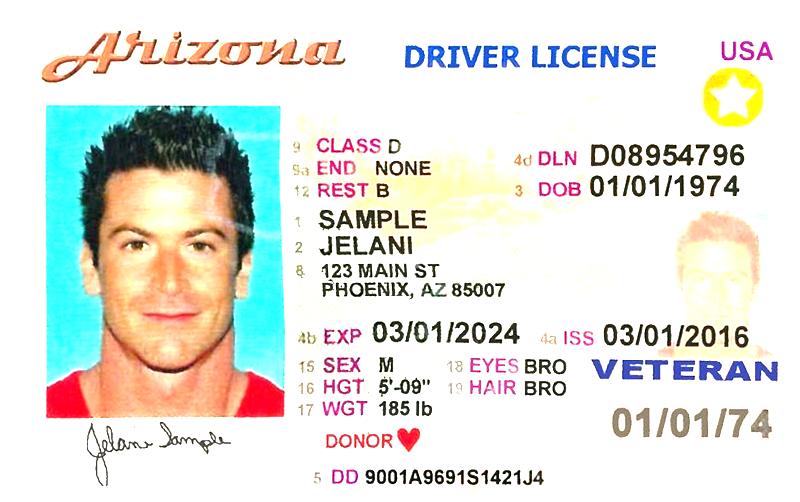 Arizona DRIVER LICENSE USA
9 CLASS D
9a END NONE
12 REST B
4d DLN D08954796
3 DOB 01/01/1974
1 SAMPLE
2 JELANI
8 123 MAIN ST
PHOENIX, AZ 85007
4b EXP 03/01/2024 4a ISS 03/01/2016
15 SEX M 18 EYES BRO
16 HGT 5'-09" 19 HAIR BRO
17 WGT 185 lb
VETERAN
01/01/74
DONOR
Jelani Sample
5 DD 9001A9691S1421J4